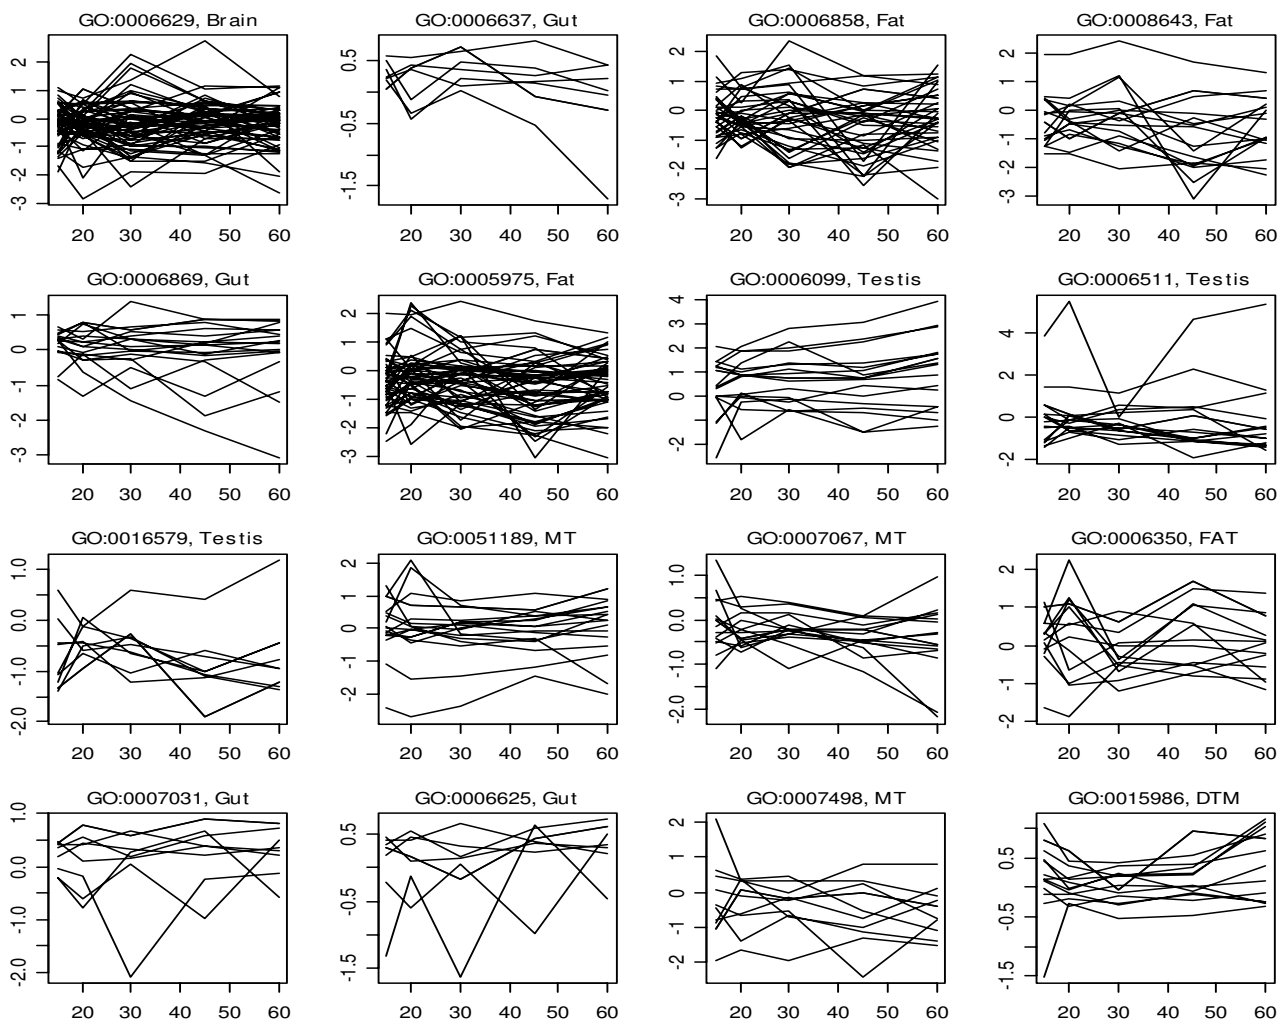 GO:0006629, Brain
GO:0006637, Gut
GO:0006858, Fat
GO:0008643, Fat
2
1
0
-1
-2
-3
0.5
-0.5
-1.5
2
1
0
-1
-2
-3
2
1
0
-1
-2
-3
20 30 40 50 60
20 30 40 50 60
20 30 40 50 60
20 30 40 50 60
GO:0006869, Gut
GO:0005975, Fat
GO:0006099, Testis
GO:0006511, Testis
1
0
-1
-2
-3
2
1
0
-1
-2
-3
4
3
2
1
0
-2
4
2
0
-2
20 30 40 50 60
20 30 40 50 60
20 30 40 50 60
20 30 40 50 60
GO:0016579, Testis
GO:0051189, MT
GO:0007067, MT
GO:0006350, FAT
1.0
0.0
-1.0
-2.0
2
1
0
-2
1.0
0.0
-1.0
-2.0
2
1
0
-1
-2
20 30 40 50 60
20 30 40 50 60
20 30 40 50 60
20 30 40 50 60
GO:0007031, Gut
GO:0006625, Gut
GO:0007498, MT
GO:0015986, DTM
1.0
0.0
-1.0
-2.0
0.5
-0.5
-1.5
2
1
0
-1
-2
0.5
-0.5
-1.5
20 30 40 50 60
20 30 40 50 60
20 30 40 50 60
20 30 40 50 60